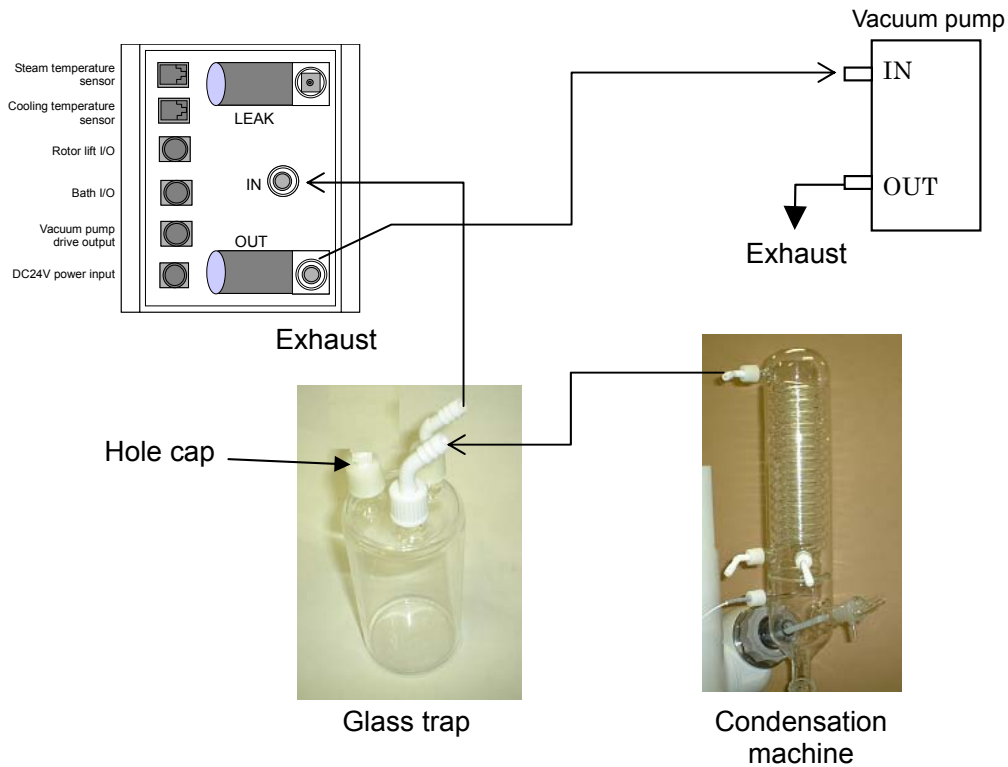 Vacuum pump
Steam temperature
sensor
Cooling temperature
sensor
Rotor lift I/O
Bath I/O
Vacuum pump
drive output
DC24V power input
LEAK
IN
OUT
IN
OUT
Exhaust
Exhaust
Hole cap
Glass trap
Condensation
machine